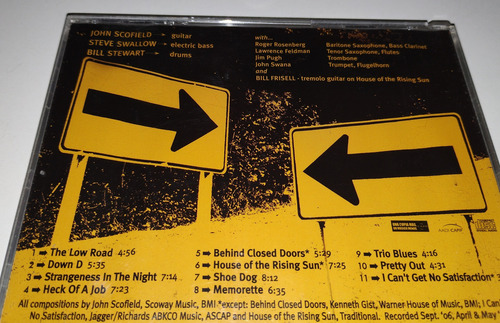 JOHN SCOFIELD guitar
STEVE SWALLOW electric bass
BILL STEWART drums
with...
Roger Rosenberg Baritone Saxophone, Bass Clarinet
Lawrence Feldman Tenor Saxophone, Flutes
Jim Pugh Trombone
John Swana Trumpet, Flugelhorn
and
BILL FRISELL - tremolo guitar on House of the Rising Sun
1 The Low Road 4:56
2 Down D 5:35
3 Strangeness In The Night 7:14
4 Heck Of A Job 7:23
5 Behind Closed Doors* 5:29
6 House of the Rising Sun* 7:25
7 Shoe Dog 8:12
8 Memorette 6:35
9 Trio Blues 4:16
10 Pretty Out 4:31
11 I Can't Get No Satisfaction* 3
All compositions by John Scofield, Scoway Music, BMI *except: Behind Closed Doors, Kenneth Gist, Warner-House of Music, BMI; I Can
No Satisfaction, Jagger/Richards ABKCO Music, ASCAP and House of the Rising Sun, Traditional. Recorded Sept. '06, April & May